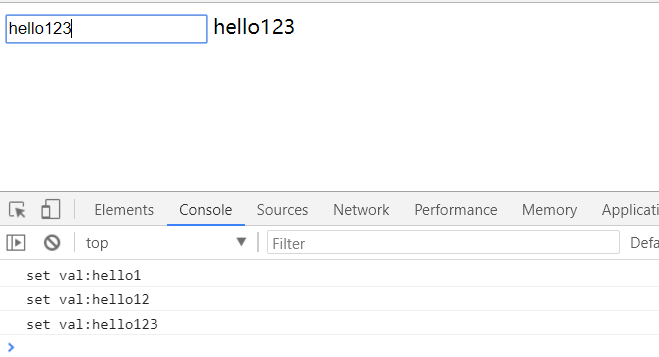 hello123 hello123
Elements Console Sources Network Performance Memory Applicati
top Filter Defa
set val:hello1
set val:hello12
set val:hello123